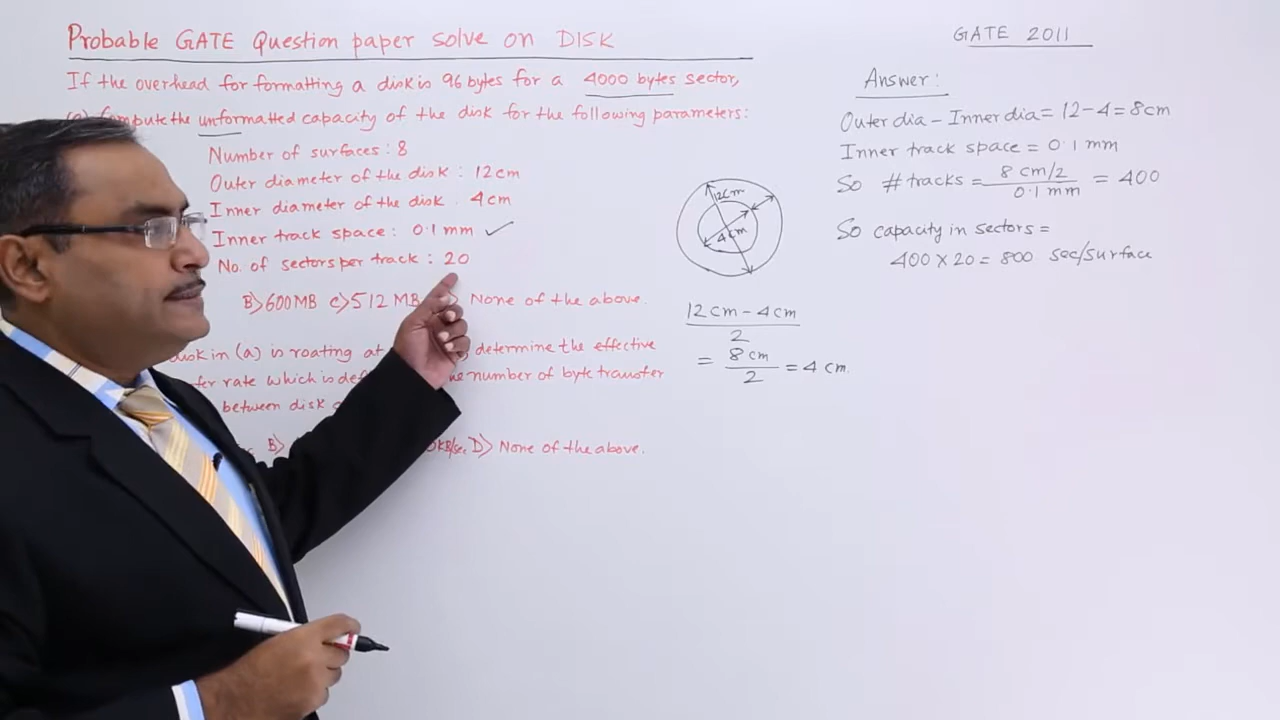 Probable GATE Question paper solve on DISK
GATE 2011
If the overhead for formatting a disk is 96 bytes for a 4000 bytes sector,
Compute the unformatted capacity of the disk for the following parameters:
Number of surfaces : 8
Outer diameter of the disk : 12cm
Inner diameter of the disk . 4cm
Inner track space : 0.1 mm
No. of sectors per track : 20
B> 600MB C> 512 MB None of the above.
disk in (a) is roating at determine the effective
rate which is the number of byte transfer
between disk
B> KB/sec D> None of the above.
12cm
4cm
12cm - 4cm
2
= 8cm
2
= 4 cm.
Answer:
Outer dia - Inner dia = 12-4 = 8cm
Inner track space = 0.1 mm
So # tracks = 8 cm/2 / 0.1 mm = 400
So capacity in sectors =
400 x 20 = 800 sec/surface